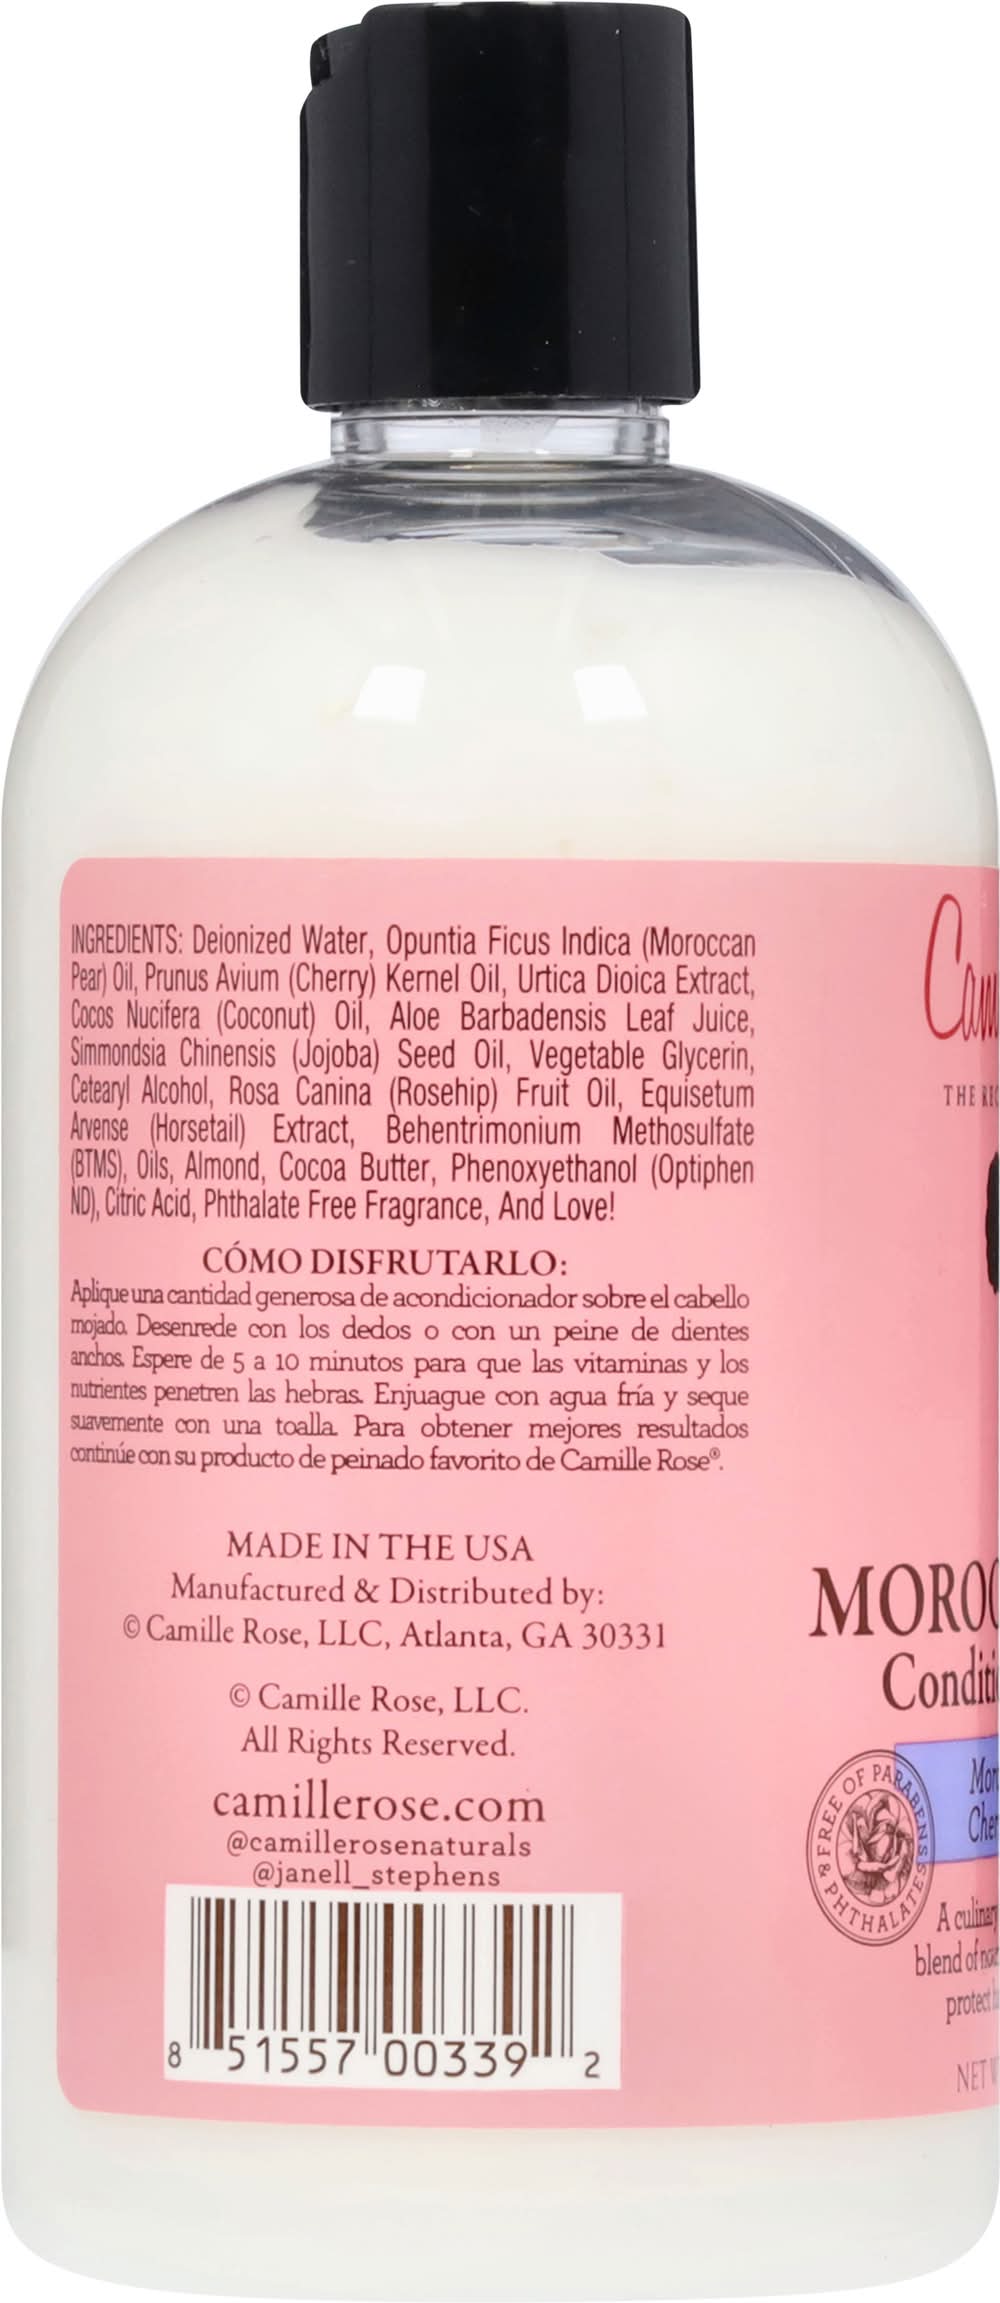 INGREDIENTS: Deionized Water, Opuntia Ficus Indica (Moroccan
Pear) Oil, Prunus Avium (Cherry) Kernel Oil, Urtica Dioica Extract,
Cocos Nucifera (Coconut) Oil, Aloe Barbadensis Leaf Juice,
Simmondsia Chinensis (Jojoba) Seed Oil, Vegetable Glycerin,
Cetearyl Alcohol, Rosa Canina (Rosehip) Fruit Oil, Equisetum
Arvense (Horsetail) Extract, Behentrimonium Methosulfate
(BTMS), Oils, Almond, Cocoa Butter, Phenoxyethanol (Optiphen
ND), Citric Acid, Phthalate Free Fragrance, And Love!
CÓMO DISFRUTARLO:
Aplique una cantidad generosa de acondicionador sobre el cabello
mojado. Desenrede con los dedos o con un peine de dientes
anchos. Espere de 5 a 10 minutos para que las vitaminas y los
nutrientes penetren las hebras. Enjuague con agua fría y seque
suavemente con una toalla. Para obtener mejores resultados
continúe con su producto de peinado favorito de Camille Rose®.
MADE IN THE USA
Manufactured & Distributed by:
© Camille Rose, LLC, Atlanta, GA 30331
© Camille Rose, LLC.
All Rights Reserved.
camillerose.com
@camillerosenaturals
@janell_stephens
8 51557 00339 2
THE
MOROC
Conditi
FREE OF PARABENS & PHTHALATES
A culinary
blend of
protect
NET